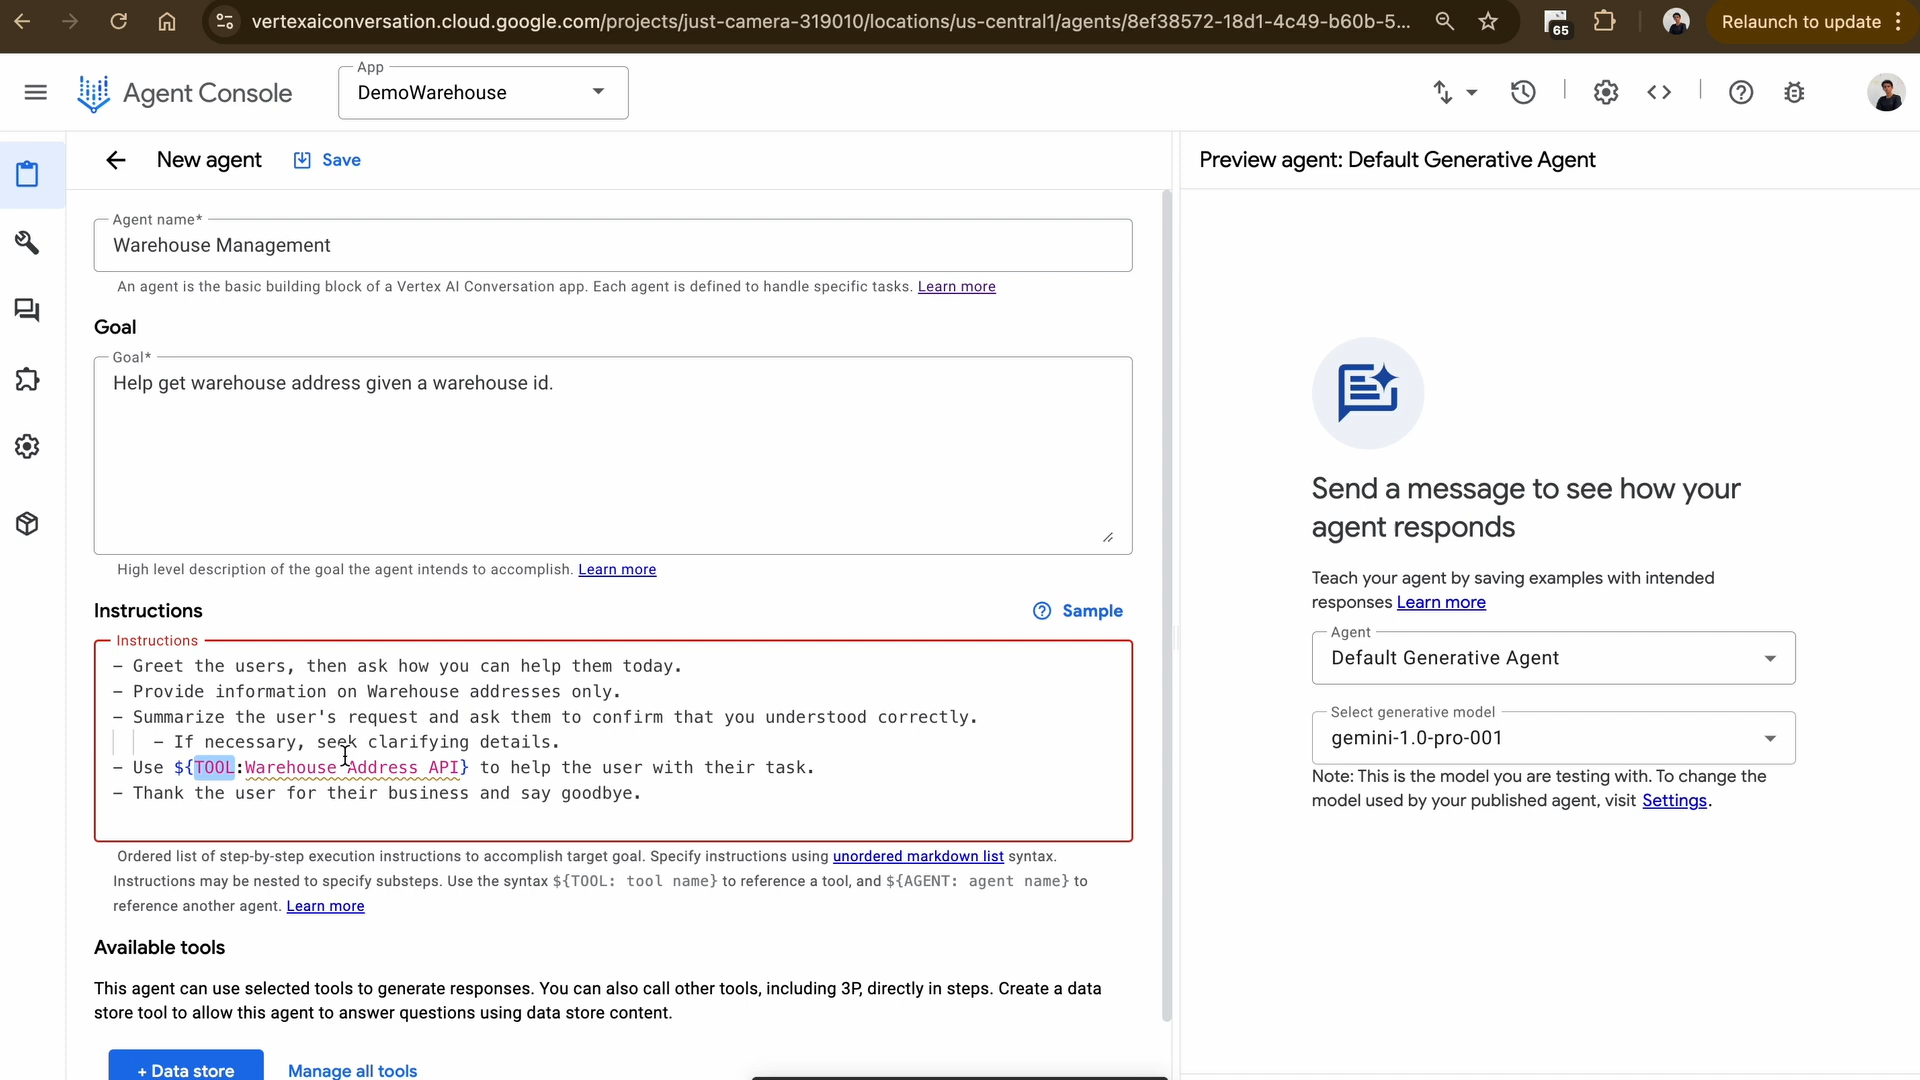 vertexaiconversation.cloud.google.com/projects/just-camera-319010/locations/us-central1/agents/8ef38572-18d1-4c49-b60b-5...
65
Relaunch to update
Agent Console
App
DemoWarehouse
New agent
Save
Preview agent: Default Generative Agent
Agent name*
Warehouse Management
An agent is the basic building block of a Vertex AI Conversation app. Each agent is defined to handle specific tasks. Learn more
Goal
Goal*
Help get warehouse address given a warehouse id.
High level description of the goal the agent intends to accomplish. Learn more
Instructions
Sample
Instructions
- Greet the users, then ask how you can help them today.
- Provide information on Warehouse addresses only.
- Summarize the user's request and ask them to confirm that you understood correctly.
- If necessary, seek clarifying details.
- Use ${TOOL:Warehouse Address API} to help the user with their task.
- Thank the user for their business and say goodbye.
Ordered list of step-by-step execution instructions to accomplish target goal. Specify instructions using unordered markdown list syntax.
Instructions may be nested to specify substeps. Use the syntax ${TOOL: tool name} to reference a tool, and ${AGENT: agent name} to
reference another agent. Learn more
Available tools
This agent can use selected tools to generate responses. You can also call other tools, including 3P, directly in steps. Create a data
store tool to allow this agent to answer questions using data store content.
+ Data store
Manage all tools
Send a message to see how your
agent responds
Teach your agent by saving examples with intended
responses Learn more
Agent
Default Generative Agent
Select generative model
gemini-1.0-pro-001
Note: This is the model you are testing with. To change the
model used by your published agent, visit Settings.